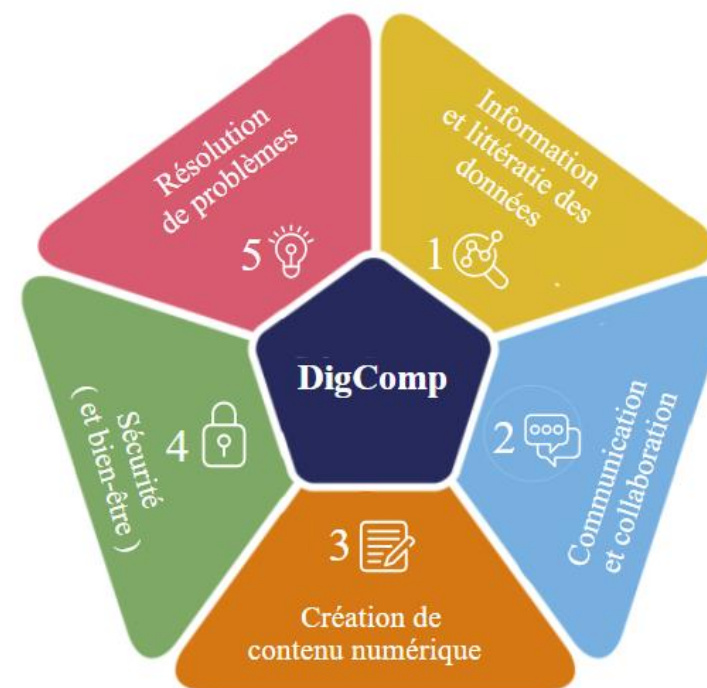 DigComp
1
Information
et littératie des
données
2
Communication
et collaboration
3
Création de
contenu numérique
4
Sécurité
( et bien-être )
5
Résolution
de problèmes